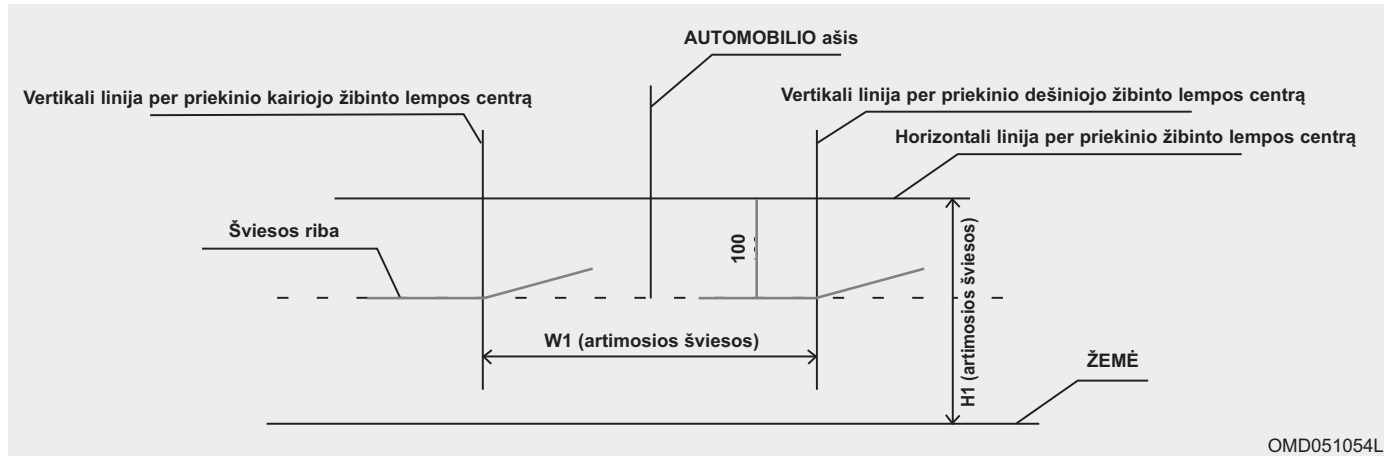 AUTOMOBILIO ašis
Vertikali linija per priekinio kairiojo žibinto lempos centrą
Vertikali linija per priekinio dešiniojo žibinto lempos centrą
Horizontali linija per priekinio žibinto lempos centrą
Šviesos riba
100
H1 (artimosios šviesos)
W1 (artimosios šviesos)
ŽEMĖ
OMD051054L